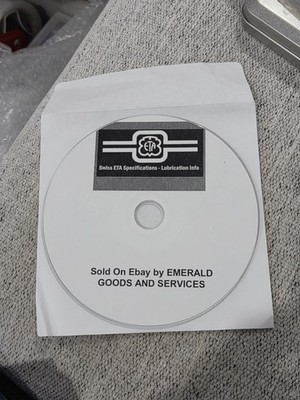 ETA
Swiss ETA Specifications - Lubrication Info
Sold On Ebay by EMERALD
GOODS AND SERVICES